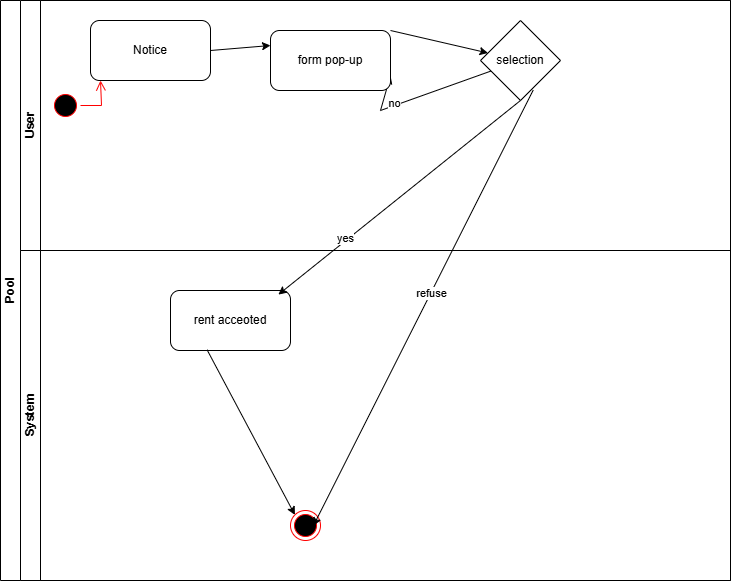 Pool
User
Notice
form pop-up
selection
no
yes
System
rent acceoted
refuse